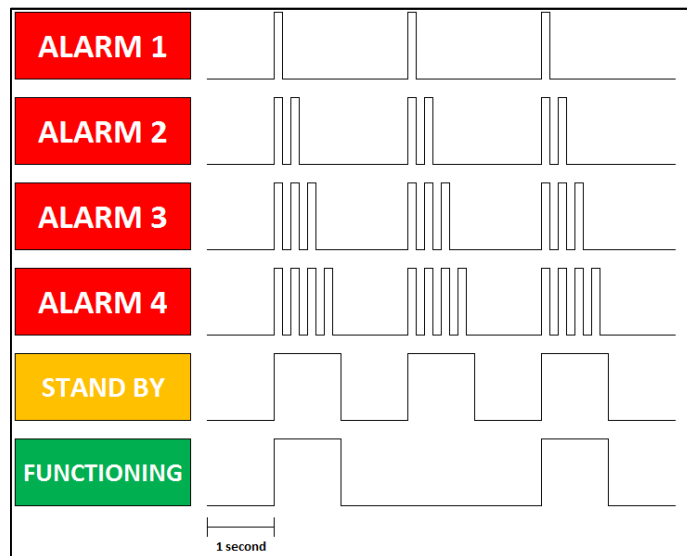 ALARM 1
ALARM 2
ALARM 3
ALARM 4
STAND BY
FUNCTIONING
1 second